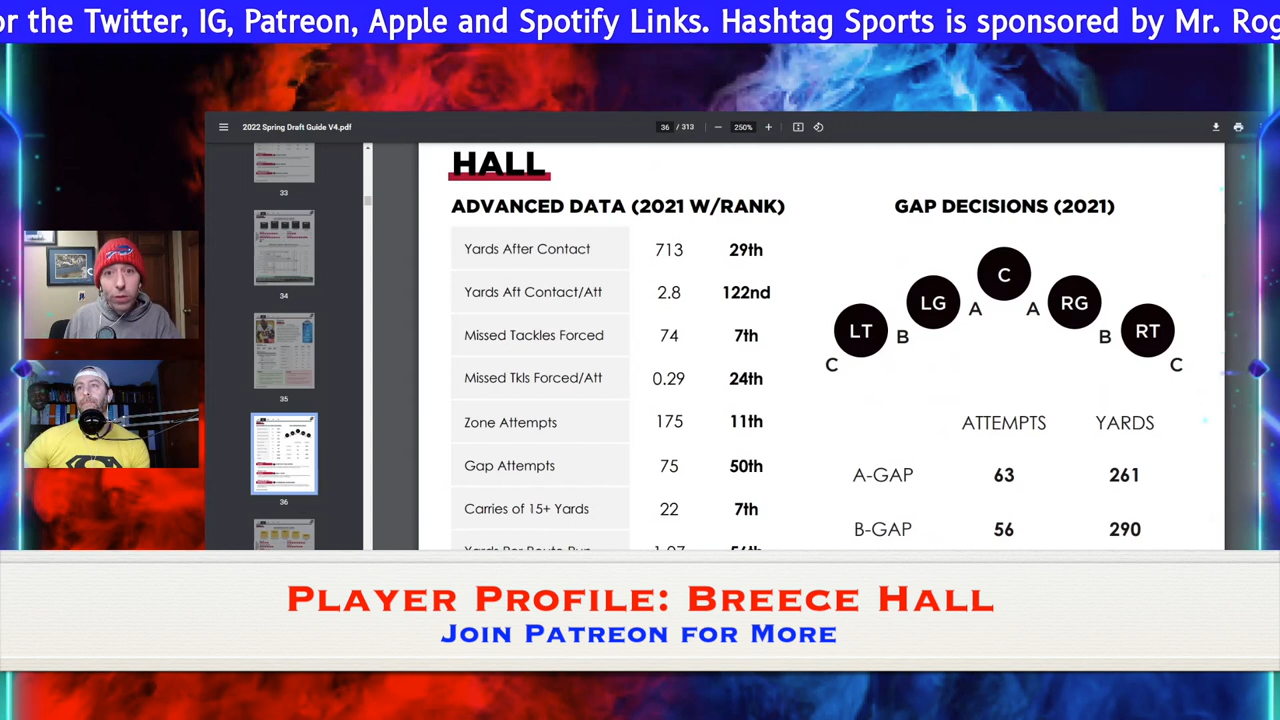 or the Twitter, IG, Patreon, Apple and Spotify Links. Hashtag Sports is sponsored by Mr. Rog
2022 Spring Draft Guide V4.pdf
36 / 313
250%
33
34
35
36
HALL
ADVANCED DATA (2021 W/RANK)
Yards After Contact 713 29th
Yards Aft Contact/Att 2.8 122nd
Missed Tackles Forced 74 7th
Missed Tkls Forced/Att 0.29 24th
Zone Attempts 175 11th
Gap Attempts 75 50th
Carries of 15+ Yards 22 7th
GAP DECISIONS (2021)
C
LG RG
A A
LT RT
B B
C C
ATTEMPTS YARDS
A-GAP 63 261
B-GAP 56 290
Player Profile: Breece Hall
Join Patreon for More